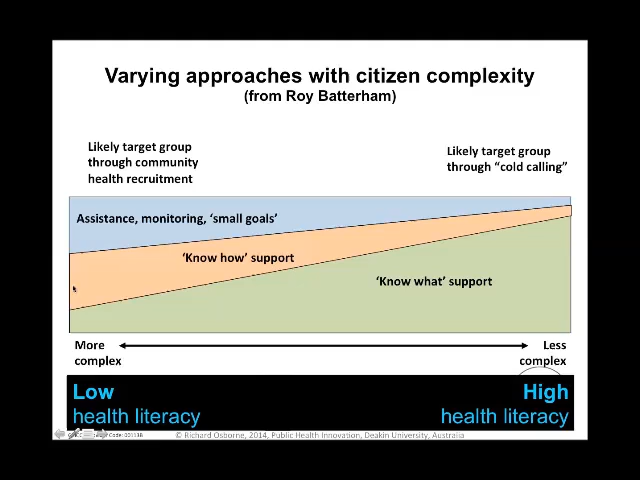 Varying approaches with citizen complexity
(from Roy Batterham)
Likely target group
through community
health recruitment
Likely target group
through “cold calling”
Assistance, monitoring, ‘small goals’
‘Know how’ support
‘Know what’ support
More
complex
Less
complex
Low
health literacy
High
health literacy
Code: 00113B
© Richard Osborne, 2014, Public Health Innovation, Deakin University, Australia